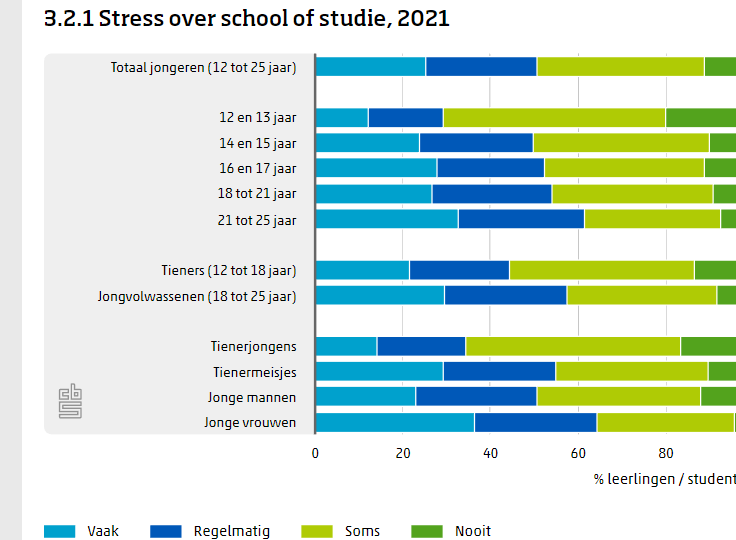 3.2.1 Stress over school of studie, 2021
Totaal jongeren (12 tot 25 jaar)
12 en 13 jaar
14 en 15 jaar
16 en 17 jaar
18 tot 21 jaar
21 tot 25 jaar
Tieners (12 tot 18 jaar)
Jongvolwassenen (18 tot 25 jaar)
Tienerjongens
Tienermeisjes
Jonge mannen
Jonge vrouwen
0 20 40 60 80
% leerlingen / student
Vaak Regelmatig Soms Nooit
cbs